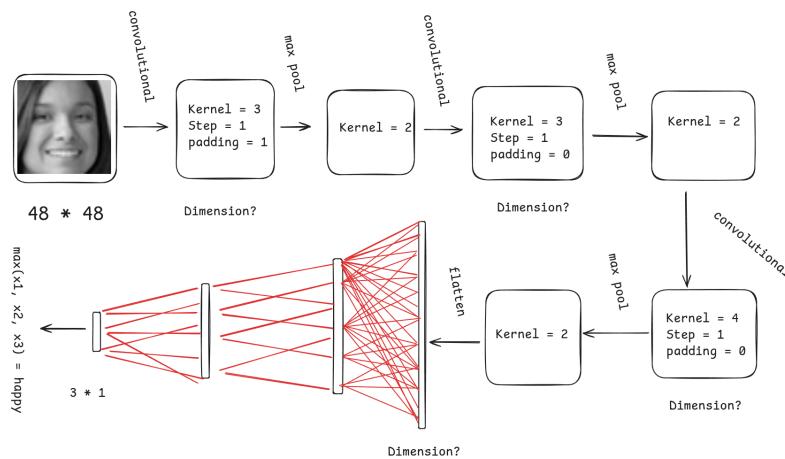 convolutional
max pool
convolutional
max pool
Kernel = 3
Step = 1
padding = 1
Kernel = 2
Kernel = 3
Step = 1
padding = 0
Kernel = 2
48 * 48
Dimension?
Dimension?
convolutional
max pool
flatten
max(x1, x2, x3) = happy
Kernel = 2
Kernel = 4
Step = 1
padding = 0
3 * 1
Dimension?
Dimension?